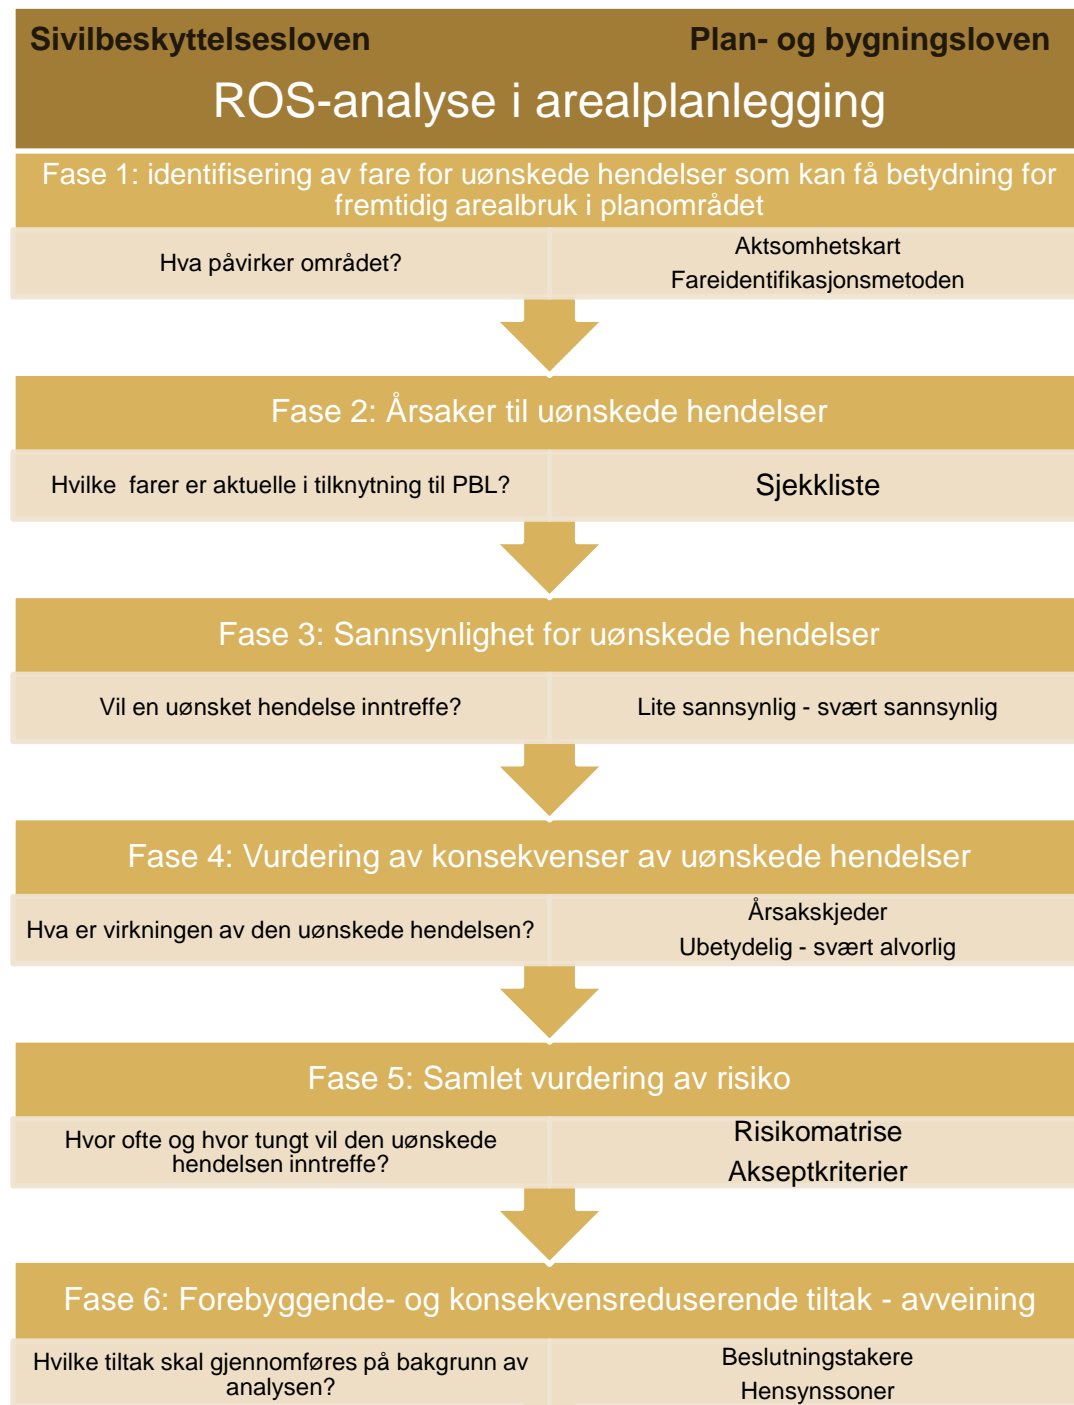 Sivilbeskyttelsesloven
Plan- og bygningsloven
ROS-analyse i arealplanlegging
Fase 1: identifisering av fare for uønskede hendelser som kan få betydning for
fremtidig arealbruk i planområdet
Hva påvirker området?
Aktsomhetskart
Fareidentifikasjonsmetoden
Fase 2: Årsaker til uønskede hendelser
Hvilke farer er aktuelle i tilknytning til PBL?
Sjekkliste
Fase 3: Sannsynlighet for uønskede hendelser
Vil en uønsket hendelse inntreffe?
Lite sannsynlig - svært sannsynlig
Fase 4: Vurdering av konsekvenser av uønskede hendelser
Hva er virkningen av den uønskede hendelsen?
Årsakskjeder
Ubetydelig - svært alvorlig
Fase 5: Samlet vurdering av risiko
Hvor ofte og hvor tungt vil den uønskede
hendelsen inntreffe?
Risikomatrise
Akseptkriterier
Fase 6: Forebyggende- og konsekvensreduserende tiltak - avveining
Hvilke tiltak skal gjennomføres på bakgrunn av
analysen?
Beslutningstakere
Hensynssoner